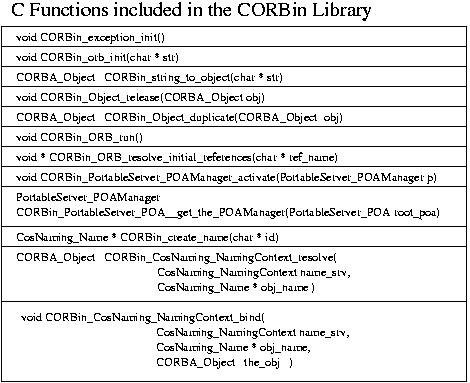 C Functions included in the CORBin Library
void CORBin_exception_init()
void CORBin_orb_init(char * str)
CORBA_Object CORBin_string_to_object(char * str)
void CORBin_Object_release(CORBA_Object obj)
CORBA_Object CORBin_Object_duplicate(CORBA_Object obj)
void CORBin_ORB_run()
void * CORBin_ORB_resolve_initial_references(char * ref_name)
void CORBin_PortableServer_POAManager_activate(PortableServer_POAManager p)
PortableServer_POAManager
CORBin_PortableServer_POA__get_the_POAManager(PortableServer_POA root_poa)
CosNaming_Name * CORBin_create_name(char * id)
CORBA_Object CORBin_CosNaming_NamingContext_resolve(
CosNaming_NamingContext name_srv,
CosNaming_Name * obj_name )
void CORBin_CosNaming_NamingContext_bind(
CosNaming_NamingContext name_srv,
CosNaming_Name * obj_name,
CORBA_Object the_obj )